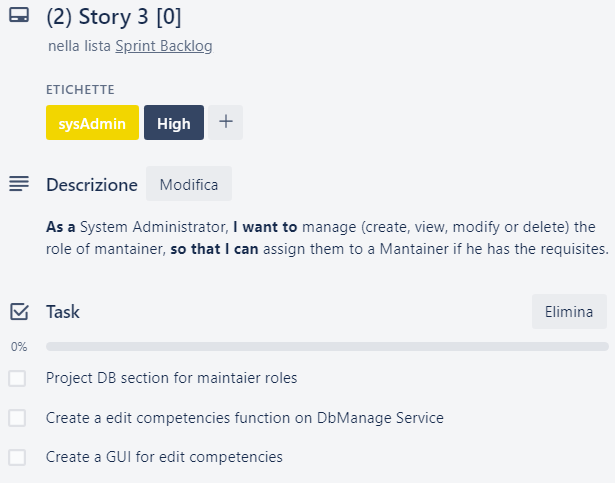 (2) Story 3 [0]
nella lista Sprint Backlog
ETICHETTE
sysAdmin High +
Descrizione Modifica
As a System Administrator, I want to manage (create, view, modify or delete) the
role of mantainer, so that I can assign them to a Mantainer if he has the requisites.
Task Elimina
0%
Project DB section for maintaier roles
Create a edit competencies function on DbManage Service
Create a GUI for edit competencies